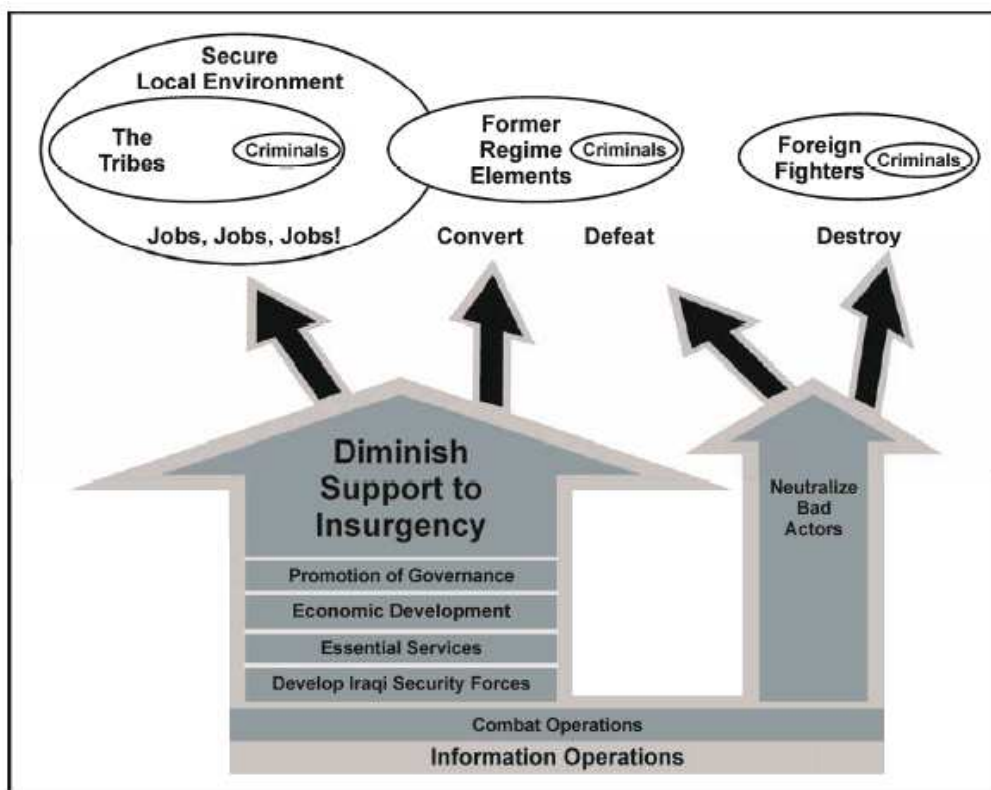 Secure
Local Environment
The
Tribes
Criminals
Jobs, Jobs, Jobs!
Former
Regime
Elements
Criminals
Convert
Defeat
Foreign
Fighters
Criminals
Destroy
Diminish
Support to
Insurgency
Promotion of Governance
Economic Development
Essential Services
Develop Iraqi Security Forces
Neutralize
Bad
Actors
Combat Operations
Information Operations